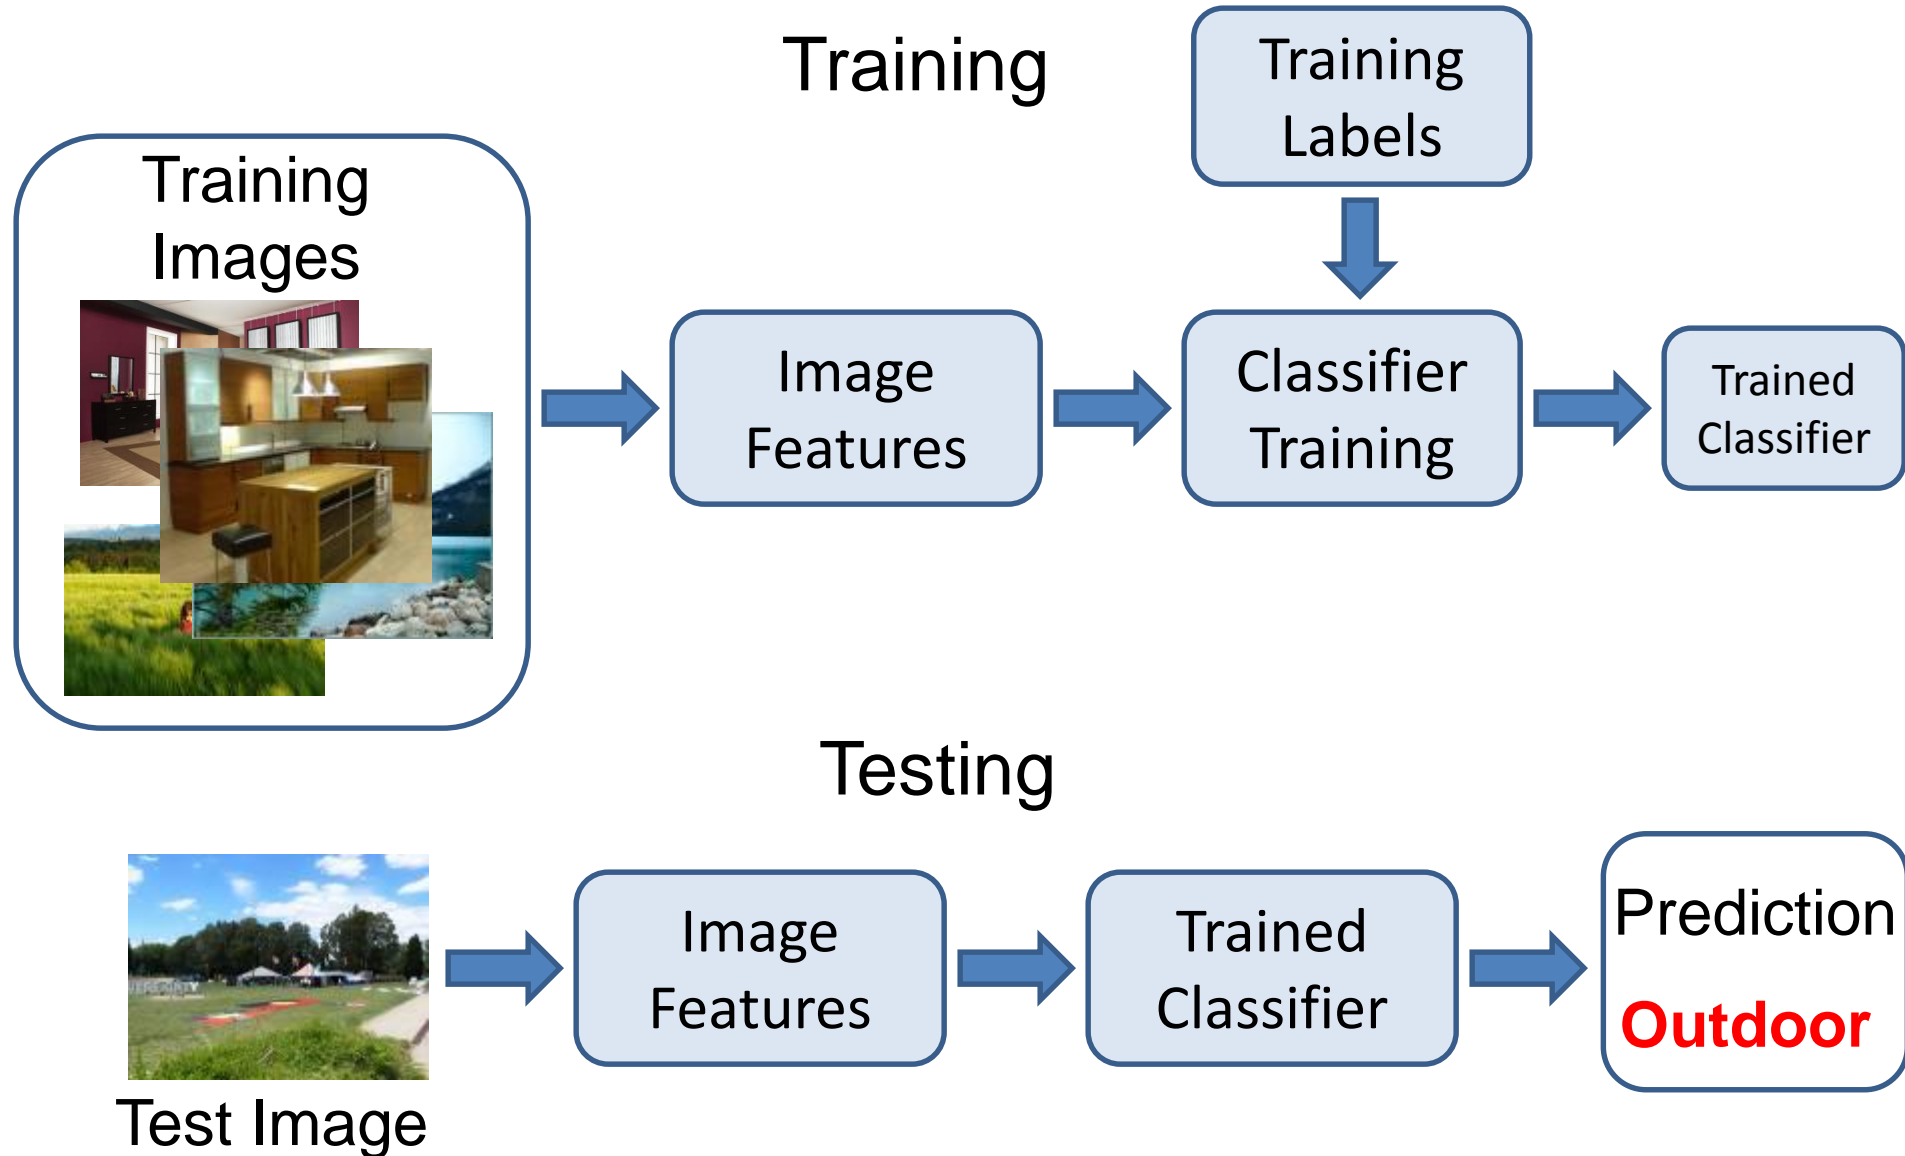 Training
Training
Labels
Training
Images
Image
Features
Classifier
Training
Trained
Classifier
Testing
Image
Features
Trained
Classifier
Prediction
Outdoor
Test Image